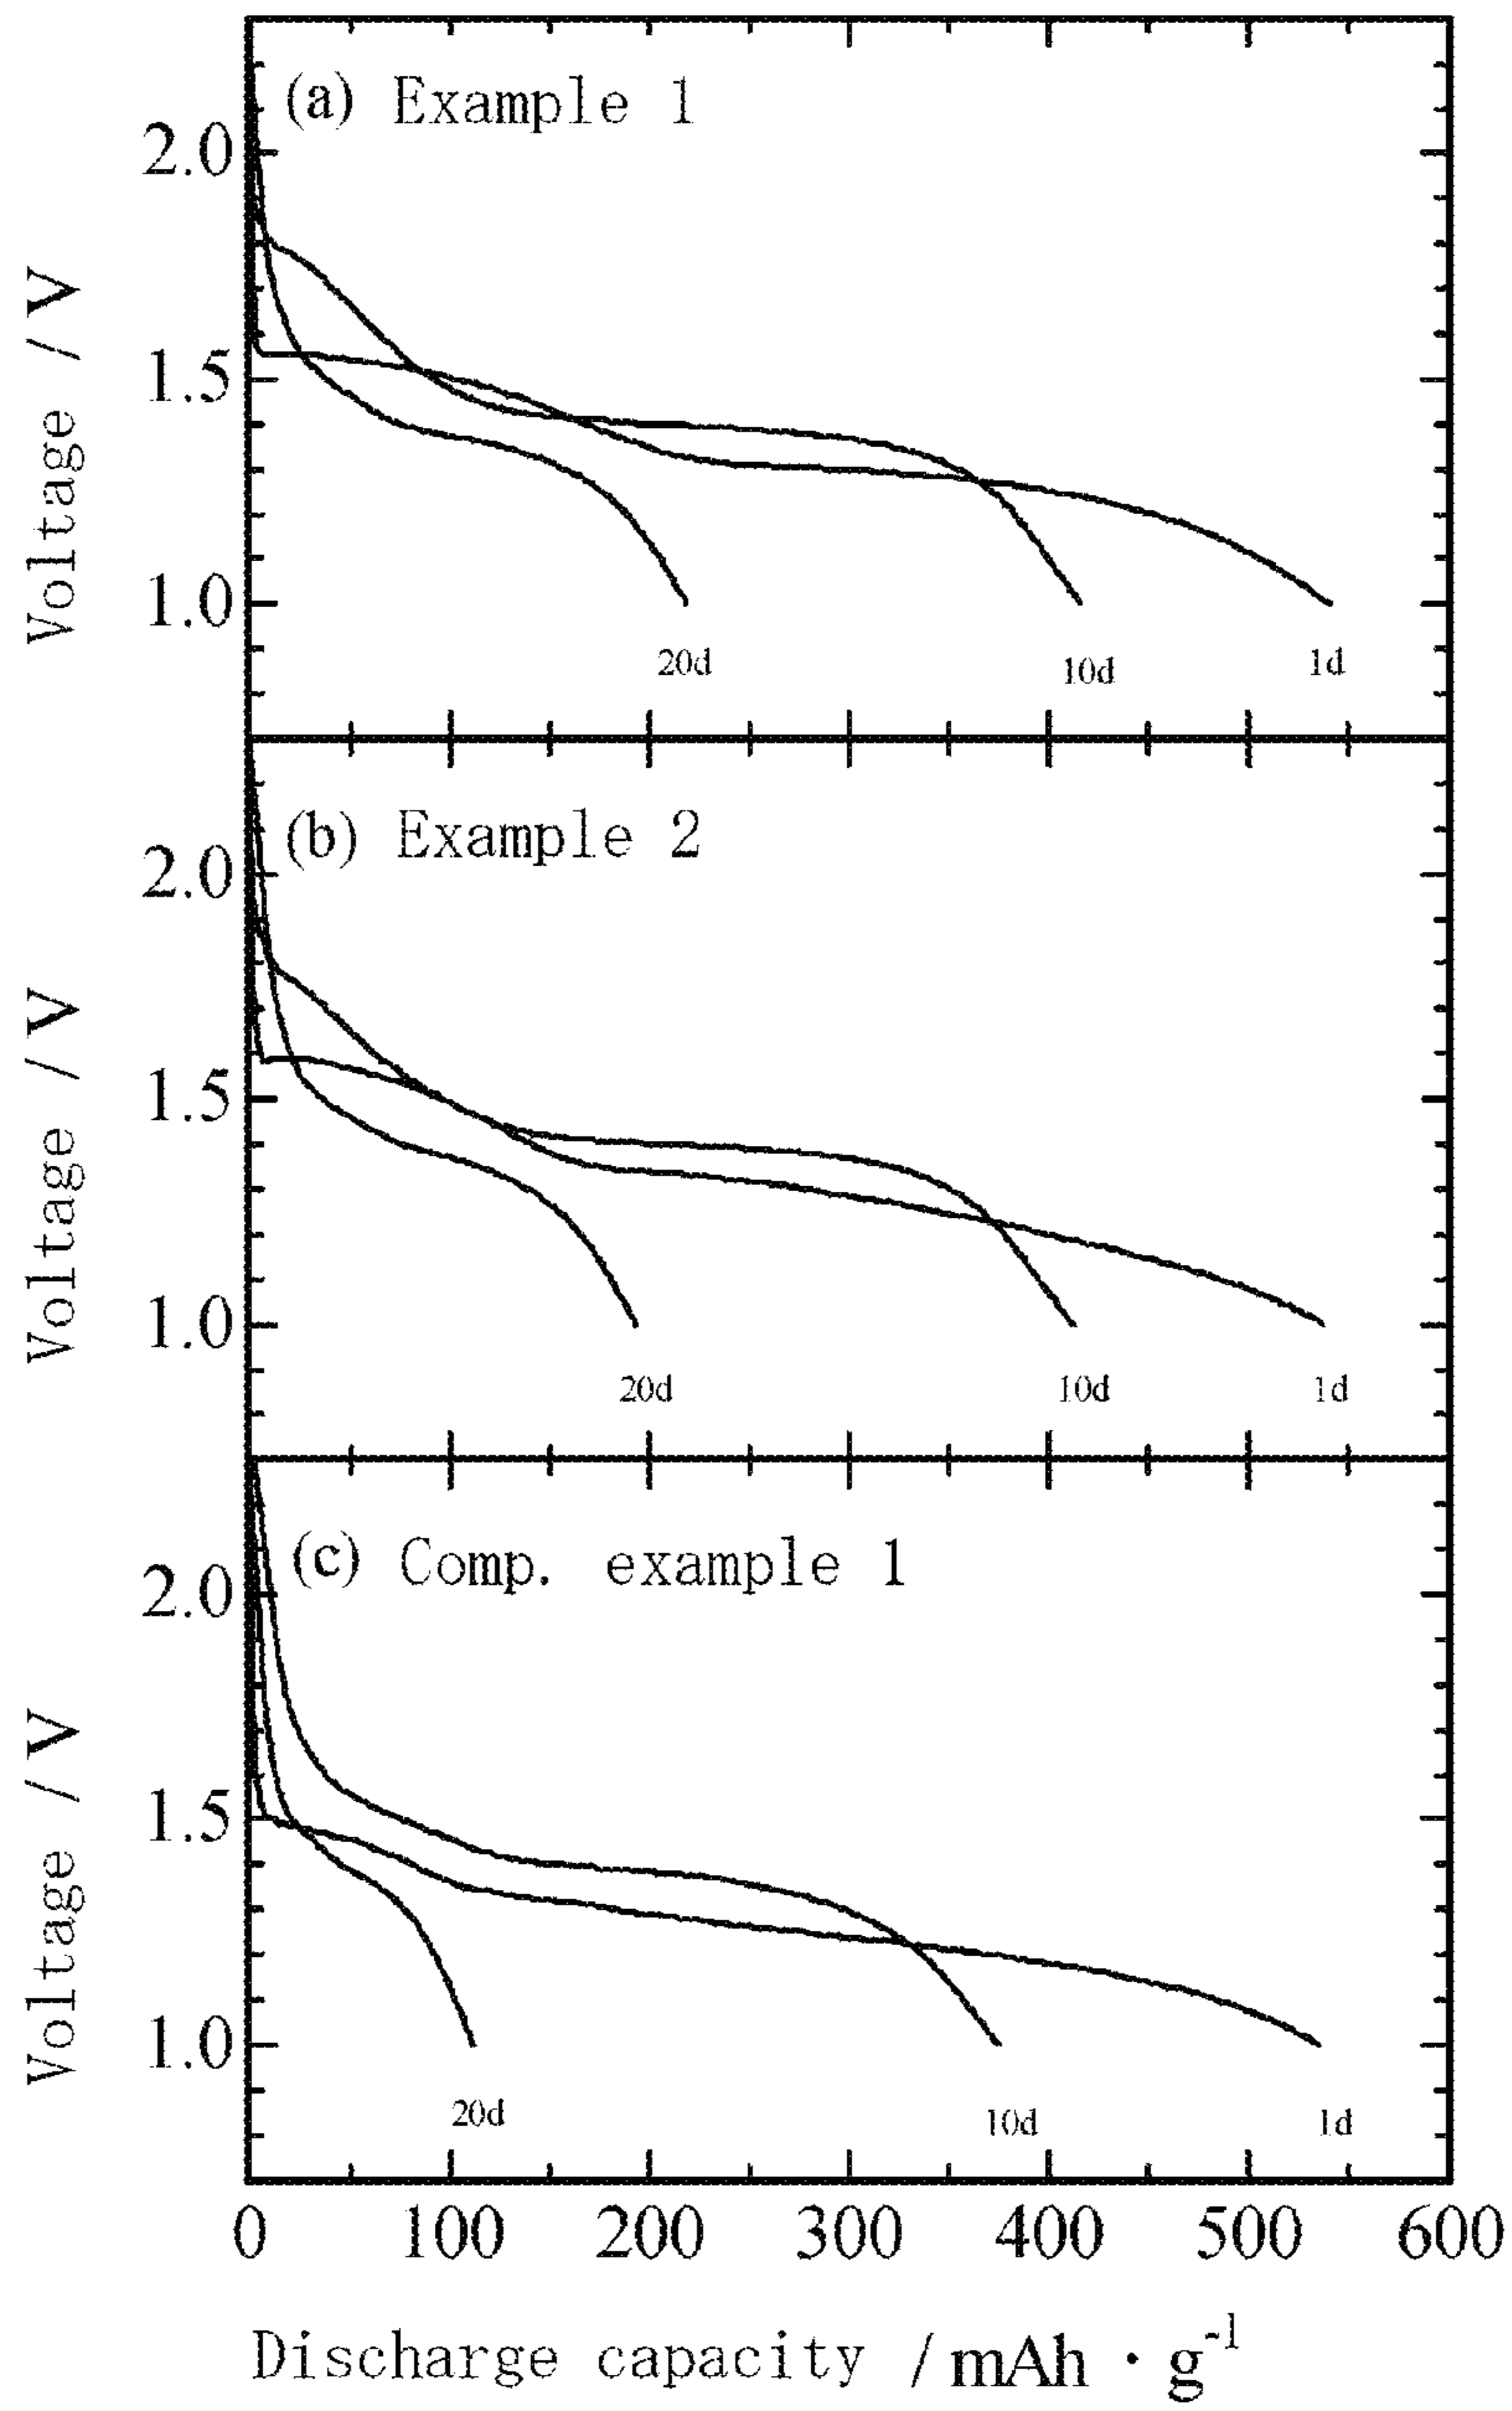 (a) Example 1
2.0
1.5
1.0
Voltage / V
20d 10d 1d
(b) Example 2
2.0
1.5
1.0
Voltage / V
20d 10d 1d
(c) Comp. example 1
2.0
1.5
1.0
Voltage / V
20d 10d 1d
0 100 200 300 400 500 600
Discharge capacity / mAh · g⁻¹